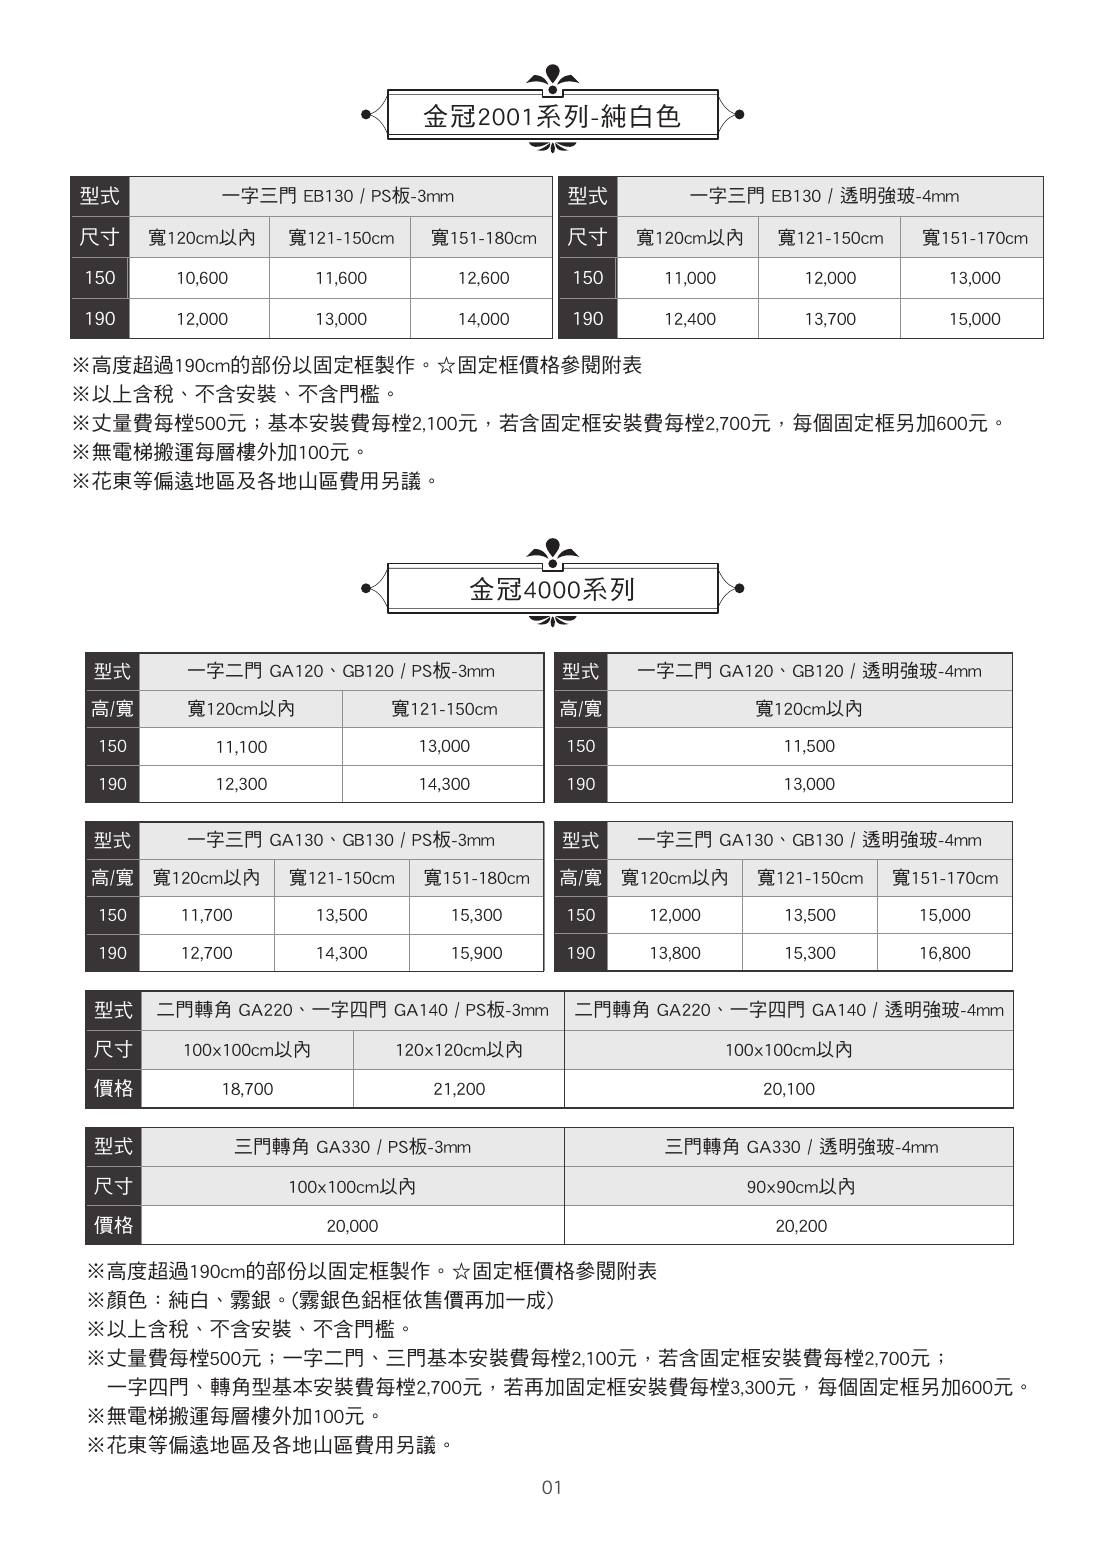 金冠2001系列-純白色
型式 一字三門 EB130 / PS板-3mm 型式 一字三門 EB130 / 透明強玻-4mm
尺寸 寬120cm以內 寬121-150cm 寬151-180cm 尺寸 寬120cm以內 寬121-150cm 寬151-170cm
150 10,600 11,600 12,600 150 11,000 12,000 13,000
190 12,000 13,000 14,000 190 12,400 13,700 15,000
※高度超過190cm的部份以固定框製作。☆固定框價格參閱附表
※以上含稅、不含安裝、不含門檻。
※丈量費每樘500元；基本安裝費每樘2,100元，若含固定框安裝費每樘2,700元，每個固定框另加600元。
※無電梯搬運每層樓外加100元。
※花東等偏遠地區及各地山區費用另議。
金冠4000系列
型式 一字二門 GA120、GB120 / PS板-3mm 型式 一字二門 GA120、GB120 / 透明強玻-4mm
高/寬 寬120cm以內 寬121-150cm 高/寬 寬120cm以內
150 11,100 13,000 150 11,500
190 12,300 14,300 190 13,000
型式 一字三門 GA130、GB130 / PS板-3mm 型式 一字三門 GA130、GB130 / 透明強玻-4mm
高/寬 寬120cm以內 寬121-150cm 寬151-180cm 高/寬 寬120cm以內 寬121-150cm 寬151-170cm
150 11,700 13,500 15,300 150 12,000 13,500 15,000
190 12,700 14,300 15,900 190 13,800 15,300 16,800
型式 二門轉角 GA220、一字四門 GA140 / PS板-3mm 二門轉角 GA220、一字四門 GA140 / 透明強玻-4mm
尺寸 100x100cm以內 120x120cm以內 100x100cm以內
價格 18,700 21,200 20,100
型式 三門轉角 GA330 / PS板-3mm 三門轉角 GA330 / 透明強玻-4mm
尺寸 100x100cm以內 90x90cm以內
價格 20,000 20,200
※高度超過190cm的部份以固定框製作。☆固定框價格參閱附表
※顏色：純白、霧銀。(霧銀色鋁框依售價再加一成)
※以上含稅、不含安裝、不含門檻。
※丈量費每樘500元；一字二門、三門基本安裝費每樘2,100元，若含固定框安裝費每樘2,700元；
一字四門、轉角型基本安裝費每樘2,700元，若再加固定框安裝費每樘3,300元，每個固定框另加600元。
※無電梯搬運每層樓外加100元。
※花東等偏遠地區及各地山區費用另議。
01